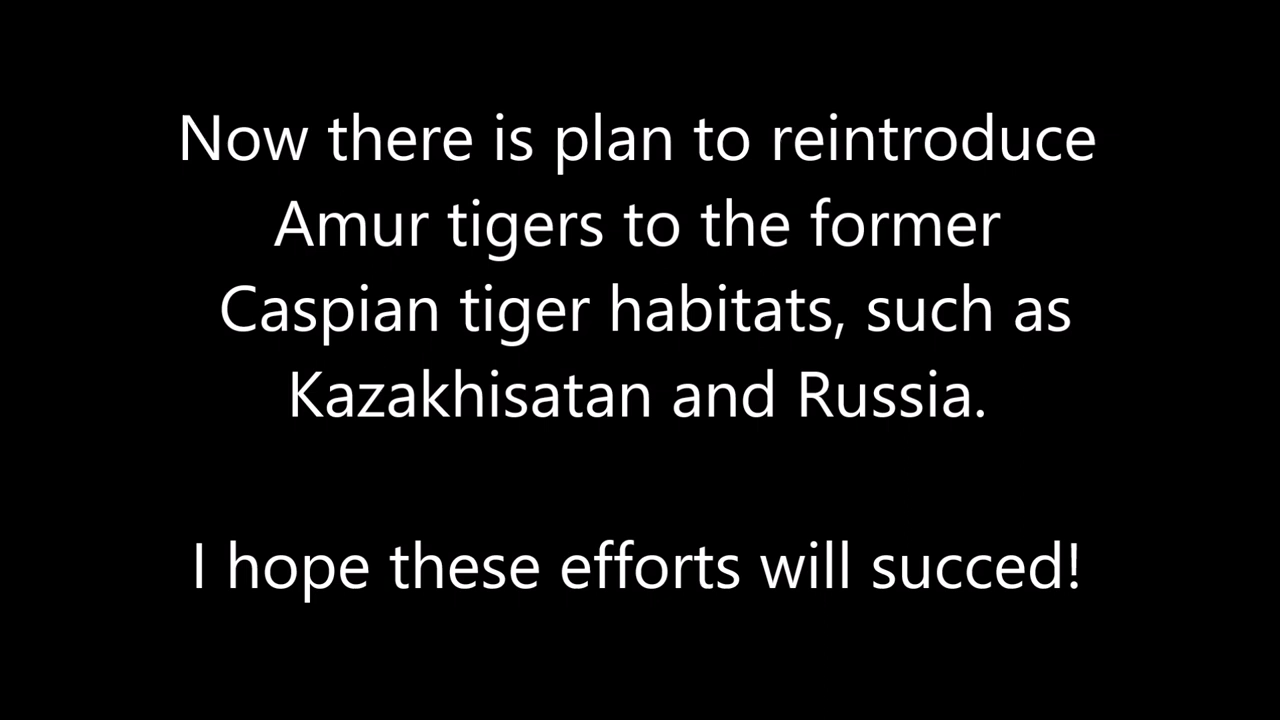 Now there is plan to reintroduce
Amur tigers to the former
Caspian tiger habitats, such as
Kazakhisatan and Russia.
I hope these efforts will succed!